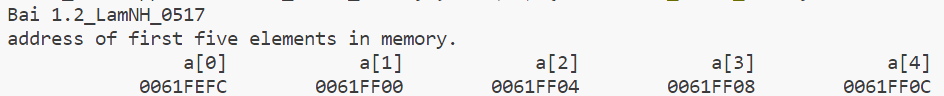 Bai 1.2_LamNH_0517
address of first five elements in memory.
a[0] a[1] a[2] a[3] a[4]
0061FEFC 0061FF00 0061FF04 0061FF08 0061FF0C